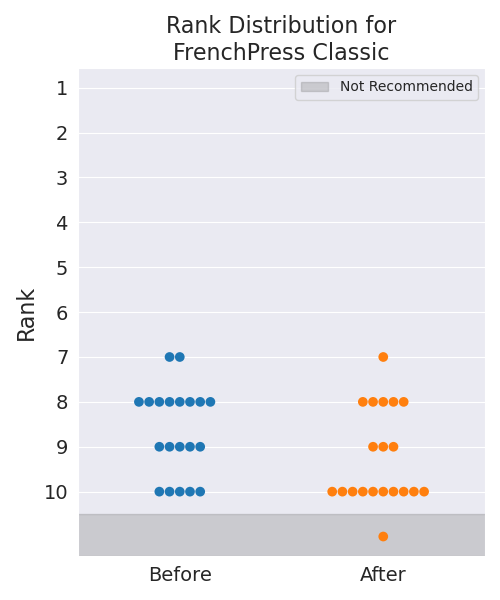 Rank Distribution for
FrenchPress Classic
Not Recommended
1
2
3
4
5
6
7
8
9
10
Rank
Before
After